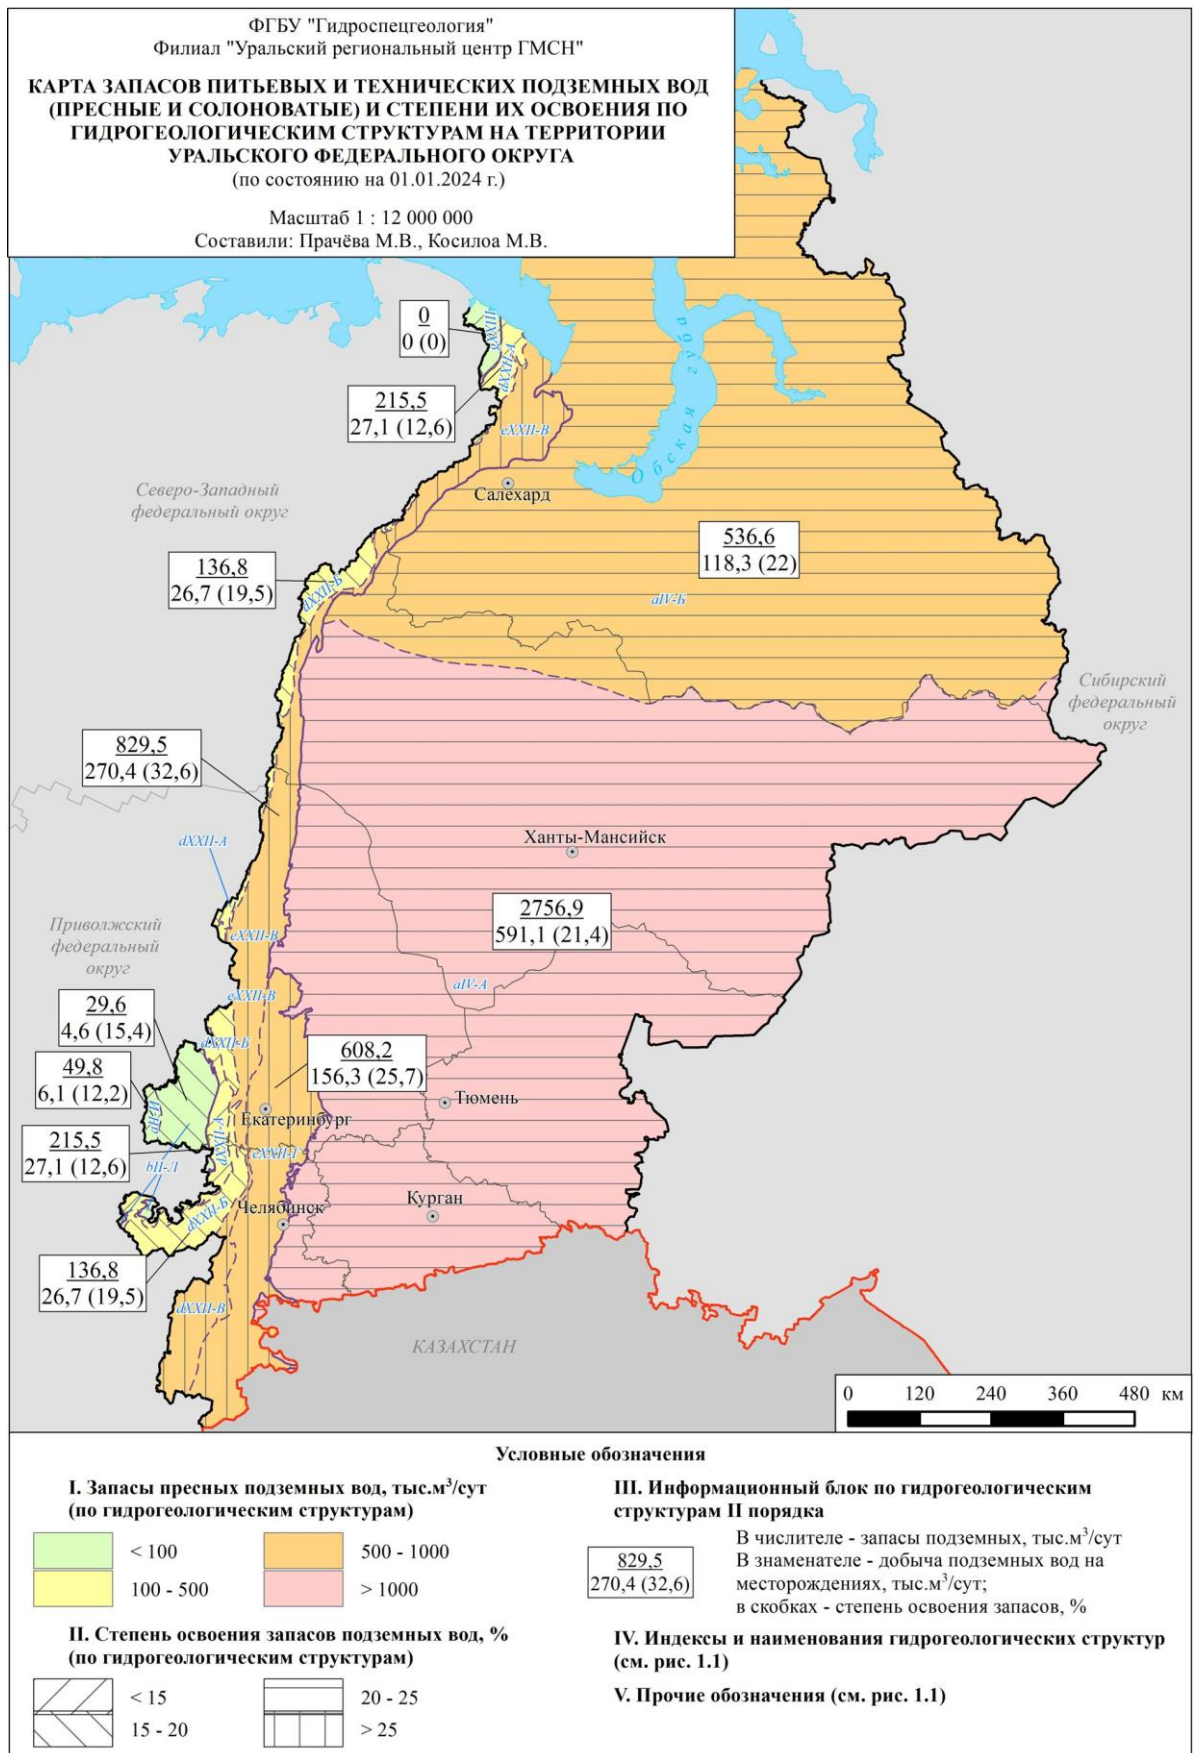 ФГБУ "Гидроспецгеология"
Филиал "Уральский региональный центр ГМСН"
КАРТА ЗАПАСОВ ПИТЬЕВЫХ И ТЕХНИЧЕСКИХ ПОДЗЕМНЫХ ВОД
(ПРЕСНЫЕ И СОЛОНОВАТЫЕ) И СТЕПЕНИ ИХ ОСВОЕНИЯ ПО
ГИДРОГЕОЛОГИЧЕСКИМ СТРУКТУРАМ НА ТЕРРИТОРИИ
УРАЛЬСКОГО ФЕДЕРАЛЬНОГО ОКРУГА
(по состоянию на 01.01.2024 г.)
Масштаб 1 : 12 000 000
Составили: Прачёва М.В., Косилоа М.В.
0
0 (0)
215,5
27,1 (12,6)
dXXII-А
еXXII-В
Обская губа
Салехард
Северо-Западный
федеральный округ
536,6
118,3 (22)
136,8
26,7 (19,5)
dXXII-Б
аIV-Б
Сибирский
федеральный
округ
829,5
270,4 (32,6)
dXXII-А
Ханты-Мансийск
2756,9
591,1 (21,4)
Приволжский
федеральный
округ
еXXII-В
еXXII-В
аIV-А
29,6
4,6 (15,4)
dXXII-Б
608,2
156,3 (25,7)
49,8
6,1 (12,2)
Тюмень
Екатеринбург
215,5
27,1 (12,6)
dXXII-А
bII-Л
еXXII-Г
Курган
Челябинск
dXXII-Б
136,8
26,7 (19,5)
dXXII-В
КАЗАХСТАН
0 120 240 360 480 км
Условные обозначения
I. Запасы пресных подземных вод, тыс.м³/сут
(по гидрогеологическим структурам)
< 100
500 - 1000
100 - 500
> 1000
II. Степень освоения запасов подземных вод, %
(по гидрогеологическим структурам)
< 15
20 - 25
15 - 20
> 25
III. Информационный блок по гидрогеологическим
структурам II порядка
829,5
270,4 (32,6)
В числителе - запасы подземных, тыс.м³/сут
В знаменателе - добыча подземных вод на
месторождениях, тыс.м³/сут;
в скобках - степень освоения запасов, %
IV. Индексы и наименования гидрогеологических структур
(см. рис. 1.1)
V. Прочие обозначения (см. рис. 1.1)